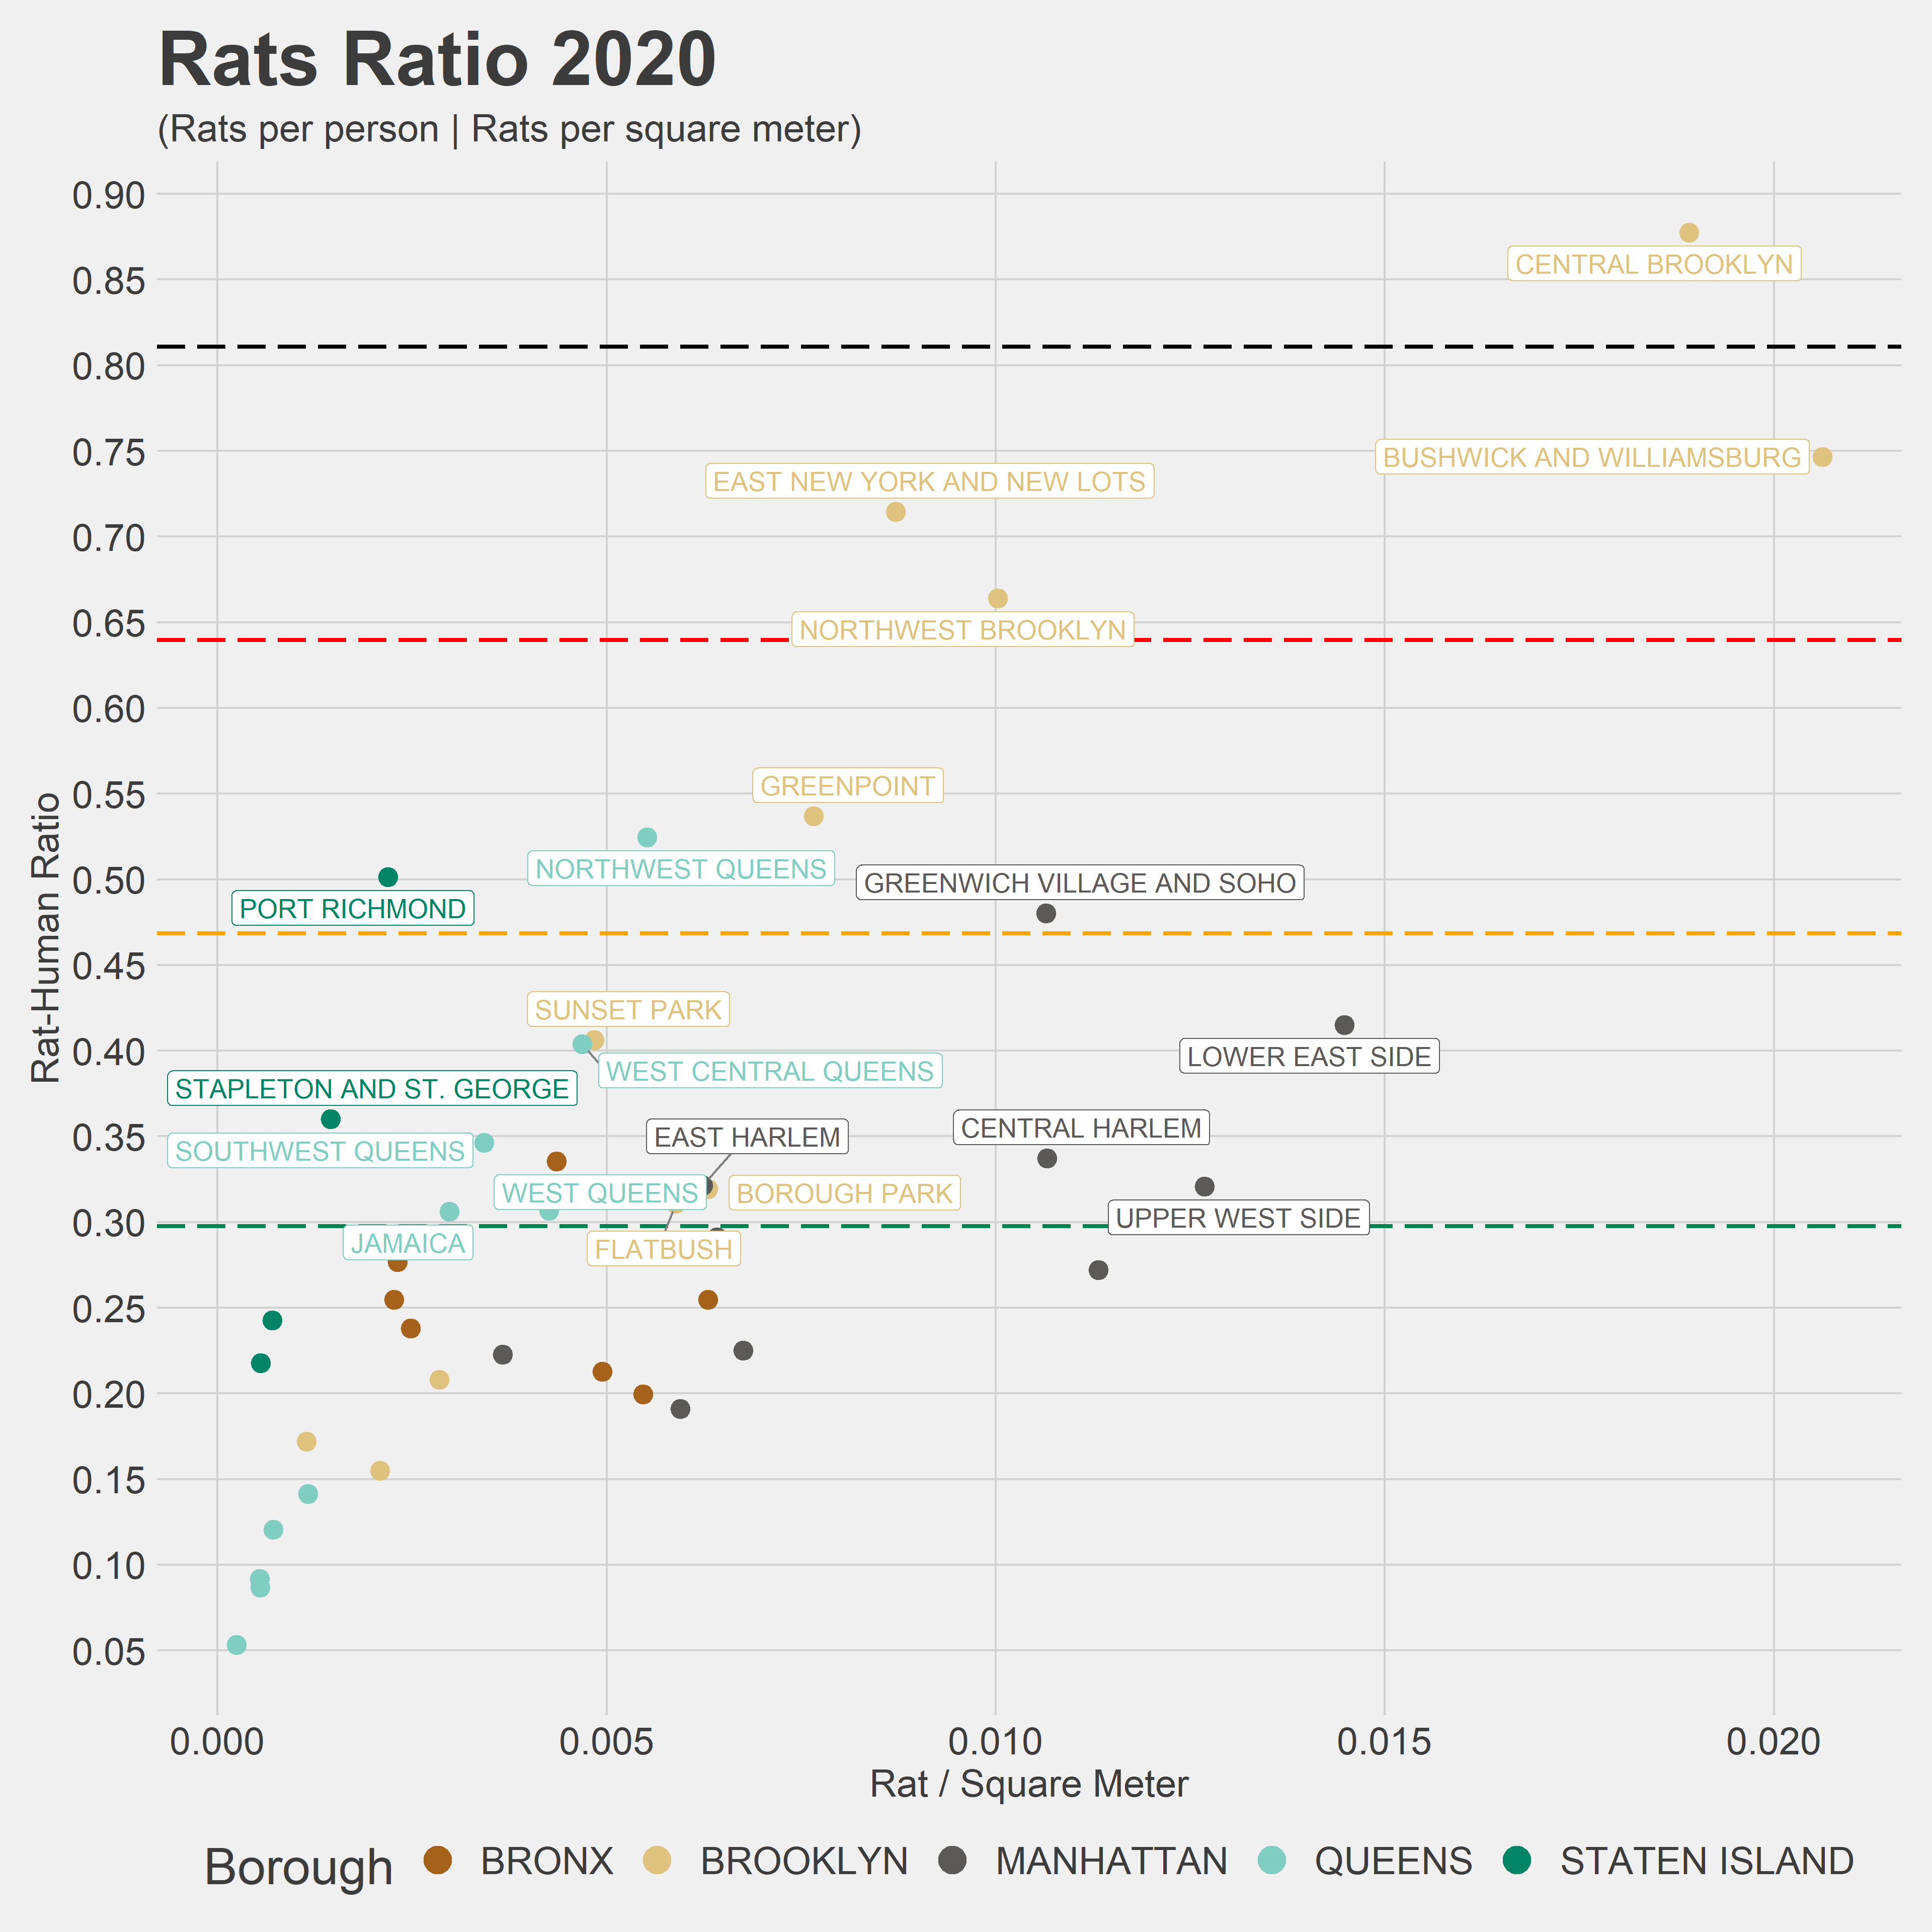 Rats Ratio 2020
(Rats per person | Rats per square meter)
0.90
CENTRAL BROOKLYN
0.85
0.80
0.75
BUSHWICK AND WILLIAMSBURG
EAST NEW YORK AND NEW LOTS
0.70
0.65
NORTHWEST BROOKLYN
0.60
0.55
GREENPOINT
NORTHWEST QUEENS
0.50
GREENWICH VILLAGE AND SOHO
PORT RICHMOND
0.45
SUNSET PARK
0.40
LOWER EAST SIDE
WEST CENTRAL QUEENS
STAPLETON AND ST. GEORGE
CENTRAL HARLEM
EAST HARLEM
0.35
SOUTHWEST QUEENS
WEST QUEENS
BOROUGH PARK
UPPER WEST SIDE
0.30
JAMAICA
FLATBUSH
0.25
0.20
0.15
0.10
0.05
Rat-Human Ratio
0.000 0.005 0.010 0.015 0.020
Rat / Square Meter
Borough BRONX BROOKLYN MANHATTAN QUEENS STATEN ISLAND